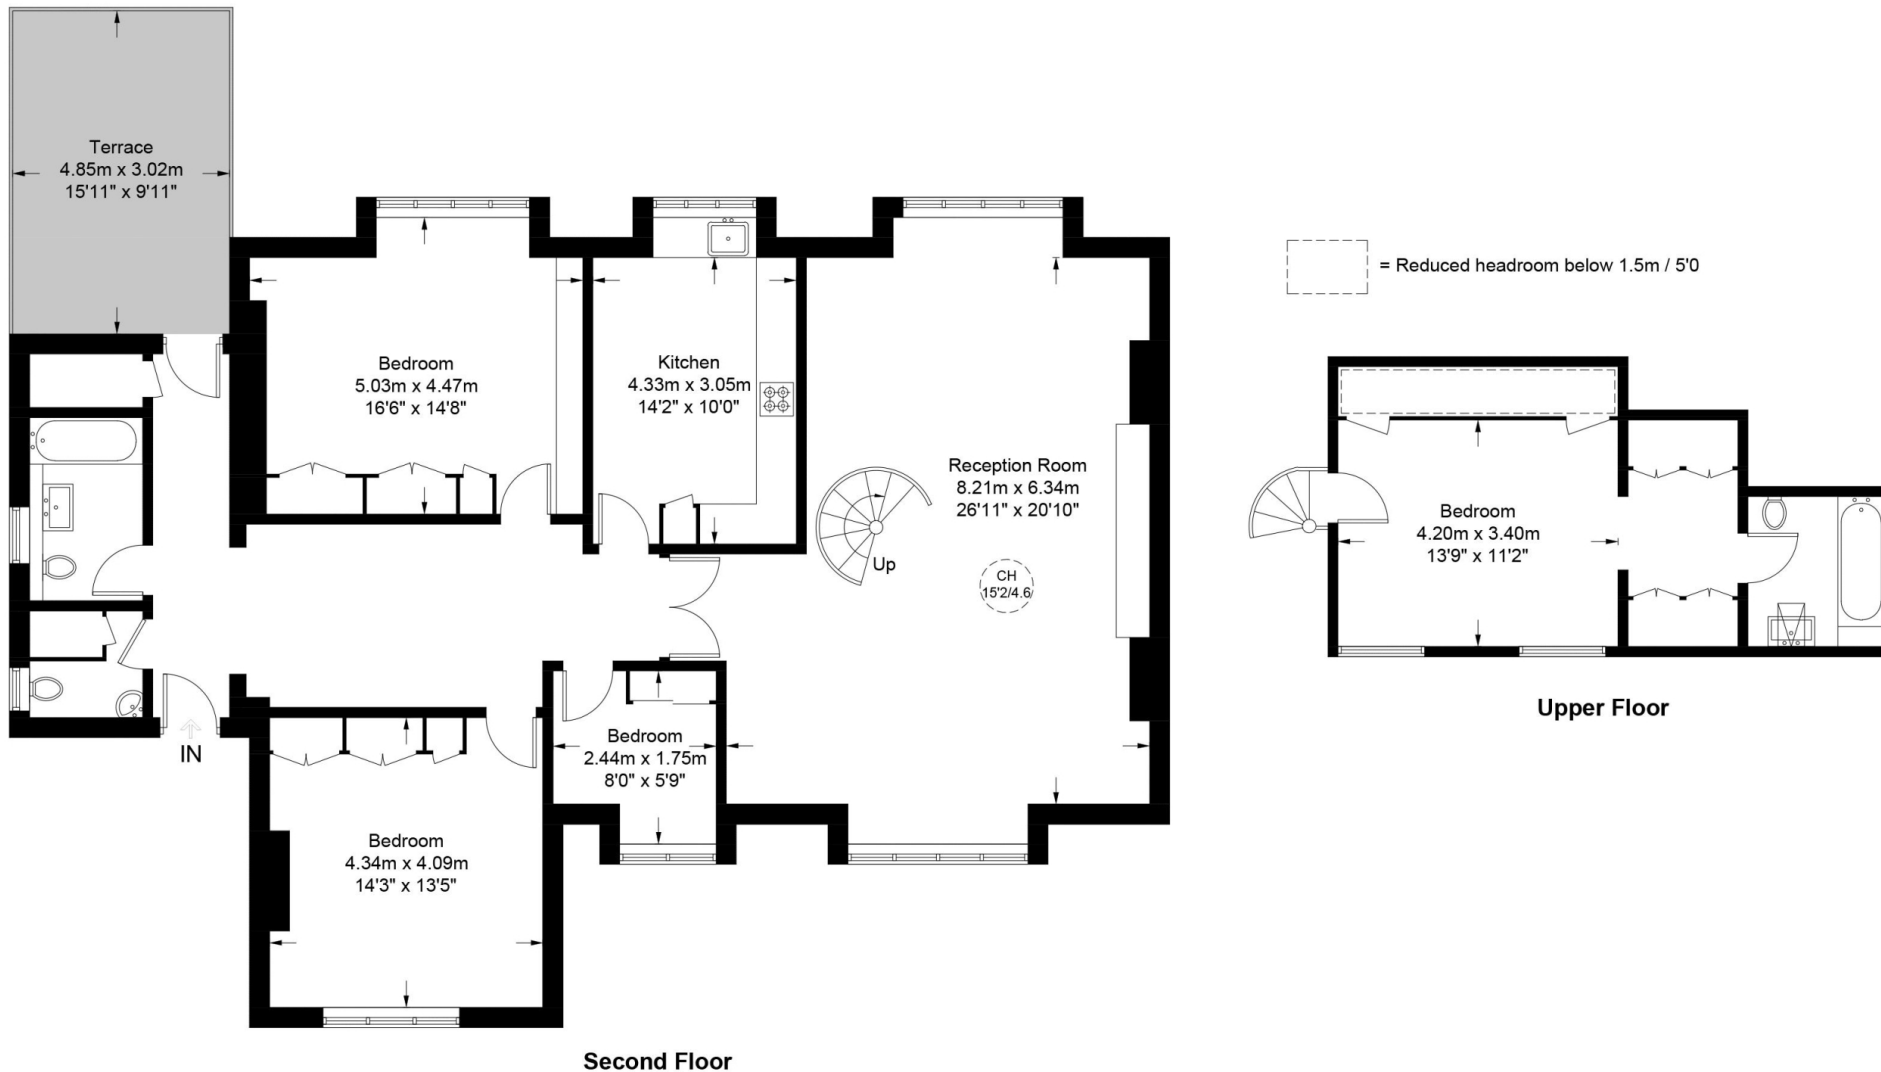 Terrace
4.85m x 3.02m
15'11" x 9'11"
Bedroom
5.03m x 4.47m
16'6" x 14'8"
Kitchen
4.33m x 3.05m
14'2" x 10'0"
Reception Room
8.21m x 6.34m
26'11" x 20'10"
Up
CH
15'2/4.6
IN
Bedroom
2.44m x 1.75m
8'0" x 5'9"
Bedroom
4.34m x 4.09m
14'3" x 13'5"
Second Floor
= Reduced headroom below 1.5m / 5'0
Bedroom
4.20m x 3.40m
13'9" x 11'2"
Upper Floor